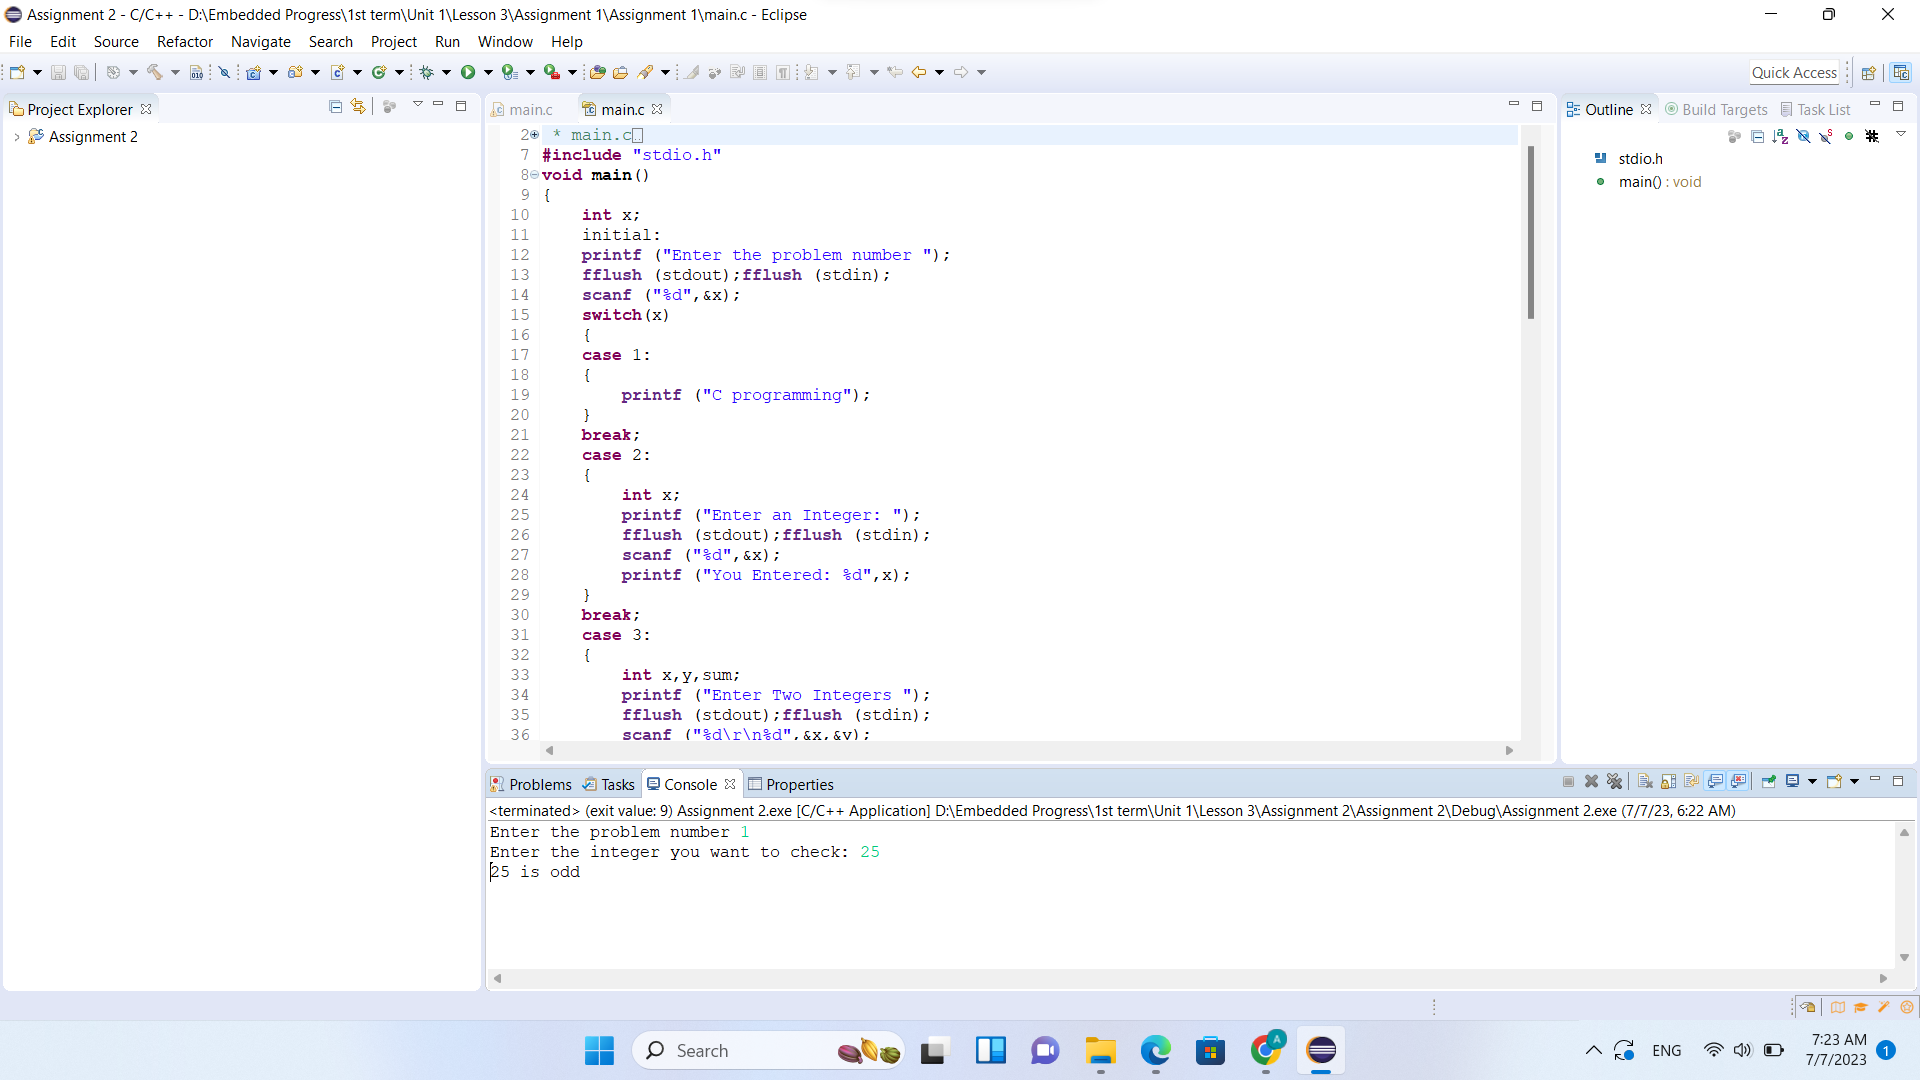 Assignment 2 - C/C++ - D:\Embedded Progress\1st term\Unit 1\Lesson 3\Assignment 1\Assignment 1\main.c - Eclipse
File Edit Source Refactor Navigate Search Project Run Window Help
Quick Access
Project Explorer
Assignment 2
main.c main.c
2 * main.c
7 #include "stdio.h"
8 void main()
9 {
10 int x;
11 initial:
12 printf ("Enter the problem number ");
13 fflush (stdout);fflush (stdin);
14 scanf ("%d",&x);
15 switch(x)
16 {
17 case 1:
18 {
19 printf ("C programming");
20 }
21 break;
22 case 2:
23 {
24 int x;
25 printf ("Enter an Integer: ");
26 fflush (stdout);fflush (stdin);
27 scanf ("%d",&x);
28 printf ("You Entered: %d",x);
29 }
30 break;
31 case 3:
32 {
33 int x,y,sum;
34 printf ("Enter Two Integers ");
35 fflush (stdout);fflush (stdin);
36 scanf ("%d\r\n%d",&x,&y);
Outline Build Targets Task List
stdio.h
main() : void
Problems Tasks Console Properties
<terminated> (exit value: 9) Assignment 2.exe [C/C++ Application] D:\Embedded Progress\1st term\Unit 1\Lesson 3\Assignment 2\Assignment 2\Debug\Assignment 2.exe (7/7/23, 6:22 AM)
Enter the problem number 1
Enter the integer you want to check: 25
25 is odd
Search
ENG
7:23 AM
7/7/2023
1